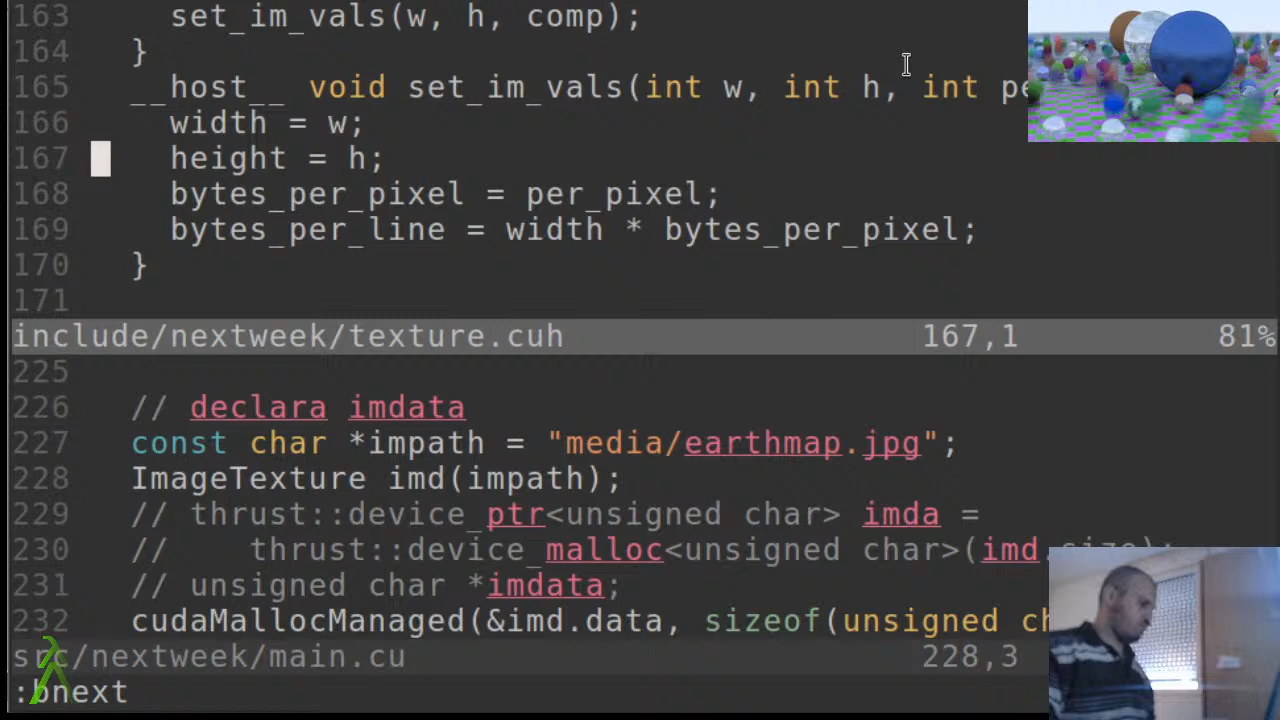 163 set_im_vals(w, h, comp);
164 }
165 __host__ void set_im_vals(int w, int h, int pe
166 width = w;
167 height = h;
168 bytes_per_pixel = per_pixel;
169 bytes_per_line = width * bytes_per_pixel;
170 }
171
include/nextweek/texture.cuh 167,1 81%
225
226 // declara imdata
227 const char *impath = "media/earthmap.jpg";
228 ImageTexture imd(impath);
229 // thrust::device_ptr<unsigned char> imda =
230 // thrust::device_malloc<unsigned char>(imd.size);
231 // unsigned char *imdata;
232 cudaMallocManaged(&imd.data, sizeof(unsigned ch
src/nextweek/main.cu 228,3
:bnext